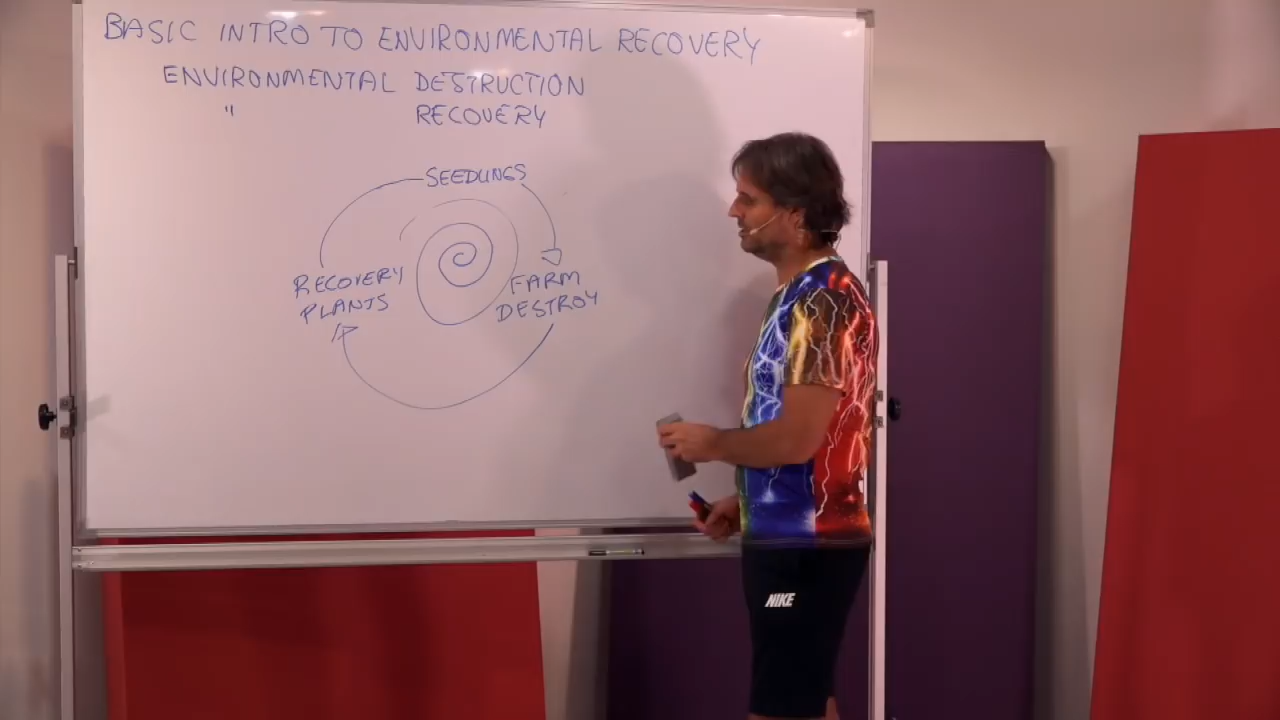 BASIC INTRO TO ENVIRONMENTAL RECOVERY
ENVIRONMENTAL DESTRUCTION
" RECOVERY
SEEDLINGS
RECOVERY
PLANTS
FARM
DESTROY
NIKE